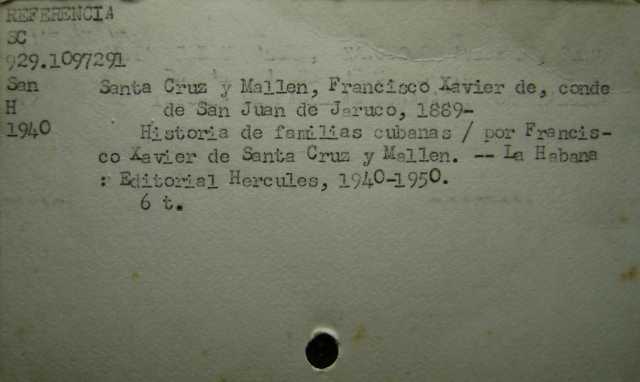 REFERENCIA
SC
929.1097291
San Santa Cruz y Mallen, Francisco Xavier de, conde
H de San Juan de Jaruco, 1889-
1940 Historia de familias cubanas / por Francis-
co Xavier de Santa Cruz y Mallen. -- La Habana
: Editorial Hercules, 1940-1950.
6 t.